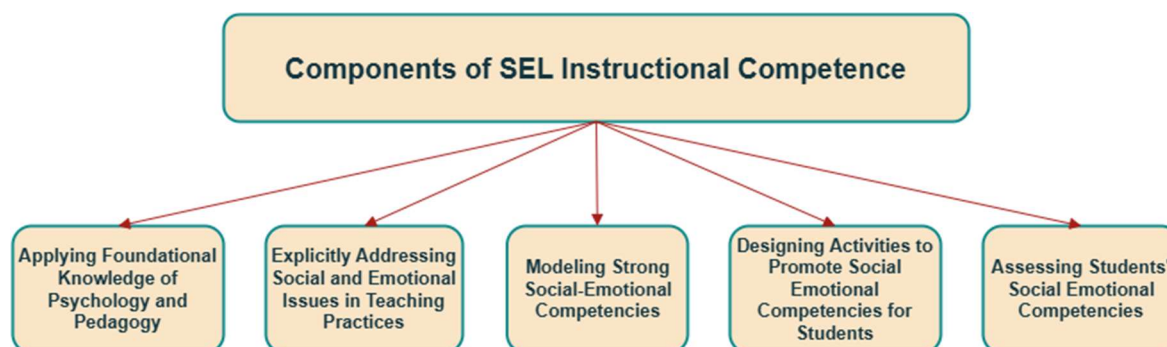 Components of SEL Instructional Competence
Applying Foundational
Knowledge of
Psychology and
Pedagogy
Explicitly Addressing
Social and Emotional
Issues in Teaching
Practices
Modeling Strong
Social-Emotional
Competencies
Designing Activities to
Promote Social
Emotional
Competencies for
Students
Assessing Students'
Social Emotional
Competencies